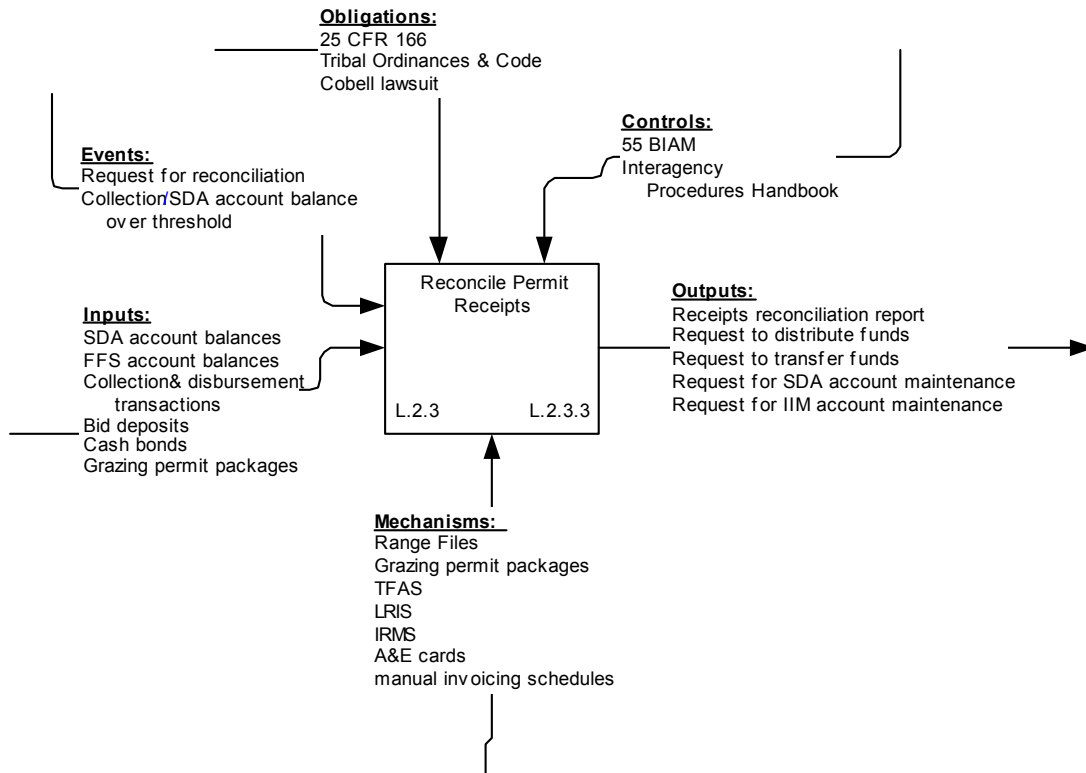 Obligations:
25 CFR 166
Tribal Ordinances & Code
Cobell lawsuit
Controls:
55 BIAM
Interagency
Procedures Handbook
Events:
Request for reconciliation
Collection/SDA account balance
over threshold
Reconcile Permit
Receipts
L.2.3 L.2.3.3
Inputs:
SDA account balances
FFS account balances
Collection& disbursement
transactions
Bid deposits
Cash bonds
Grazing permit packages
Outputs:
Receipts reconciliation report
Request to distribute funds
Request to transfer funds
Request for SDA account maintenance
Request for IIM account maintenance
Mechanisms:
Range Files
Grazing permit packages
TFAS
LRIS
IRMS
A&E cards
manual invoicing schedules